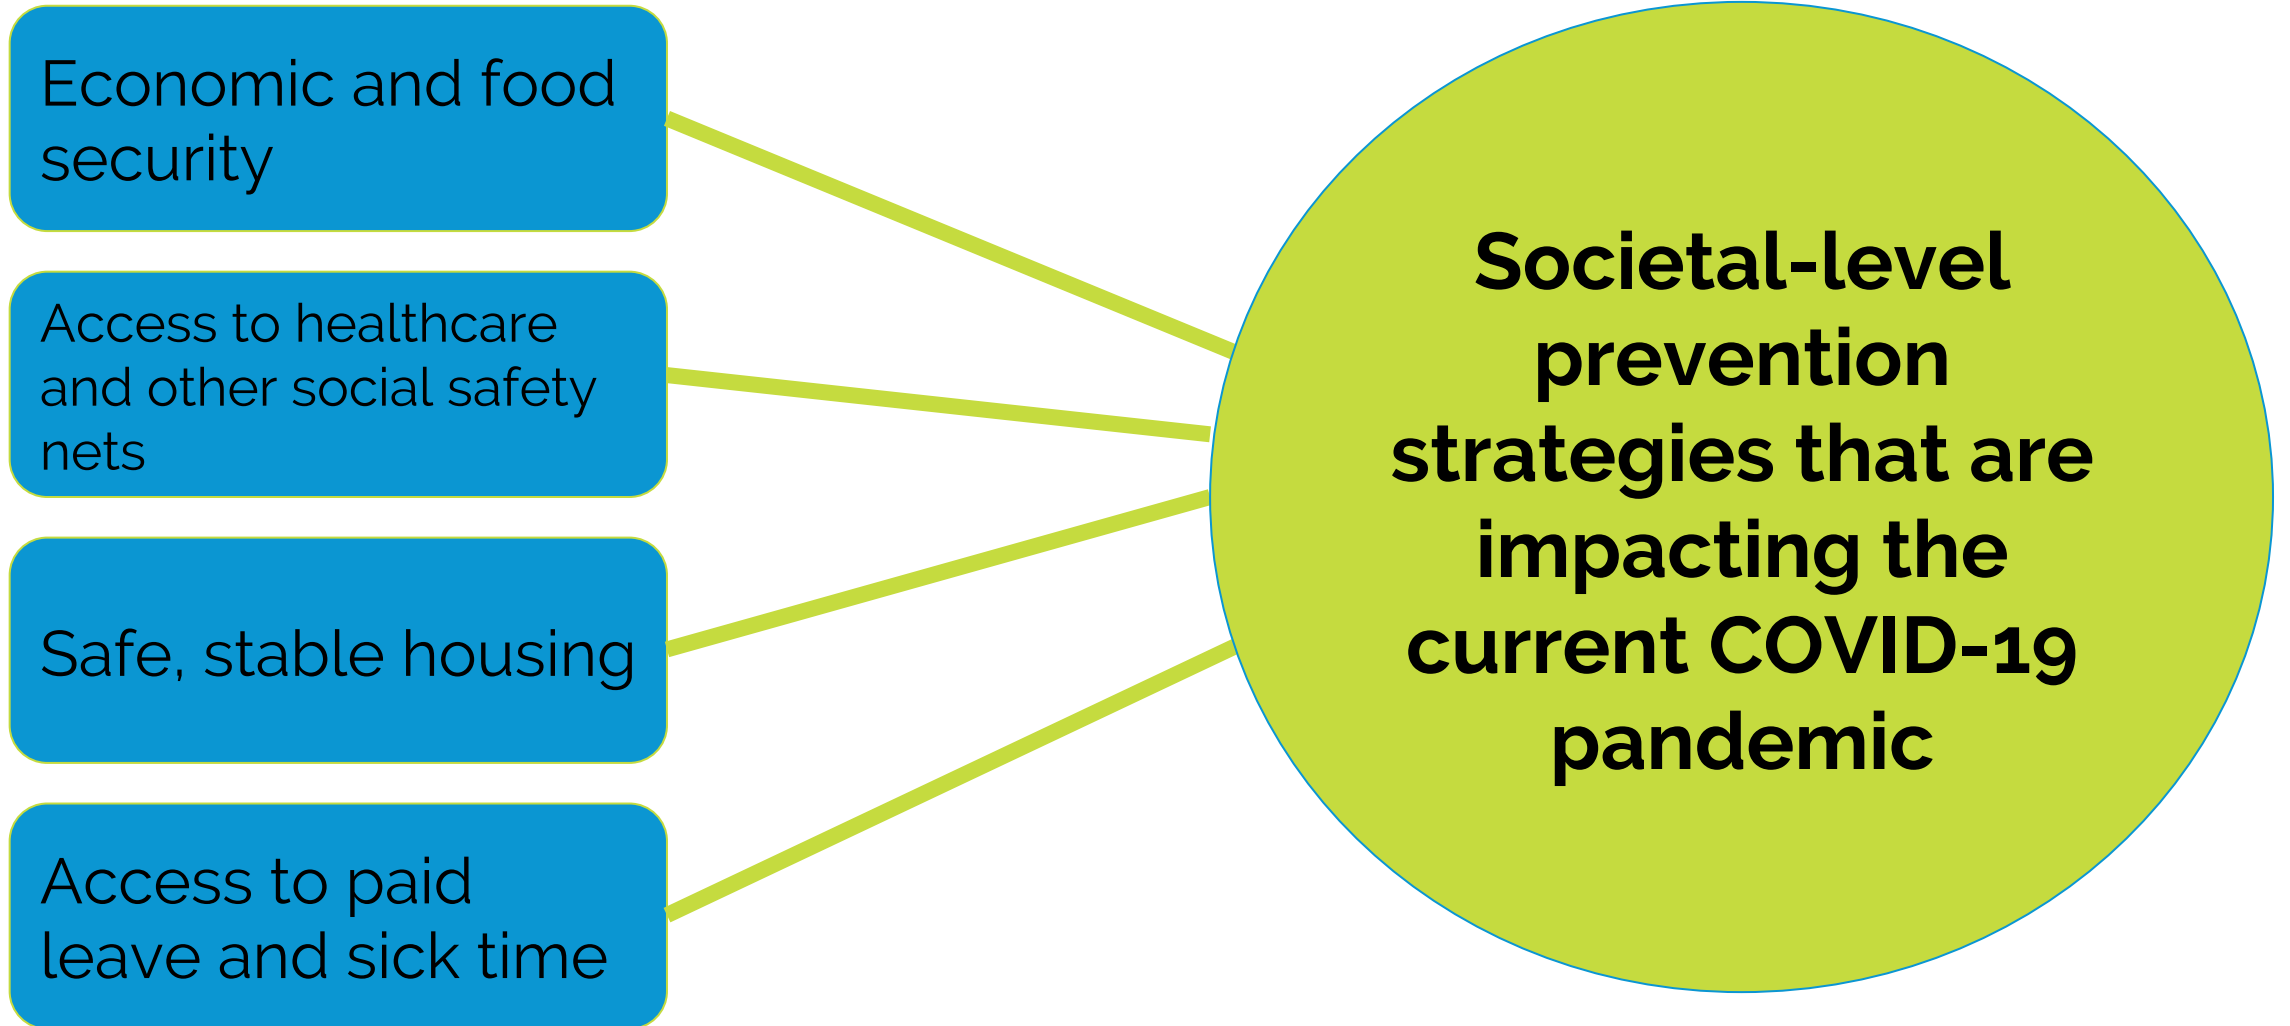 Economic and food
security
Access to healthcare
and other social safety
nets
Safe, stable housing
Access to paid
leave and sick time
Societal-level
prevention
strategies that are
impacting the
current COVID-19
pandemic